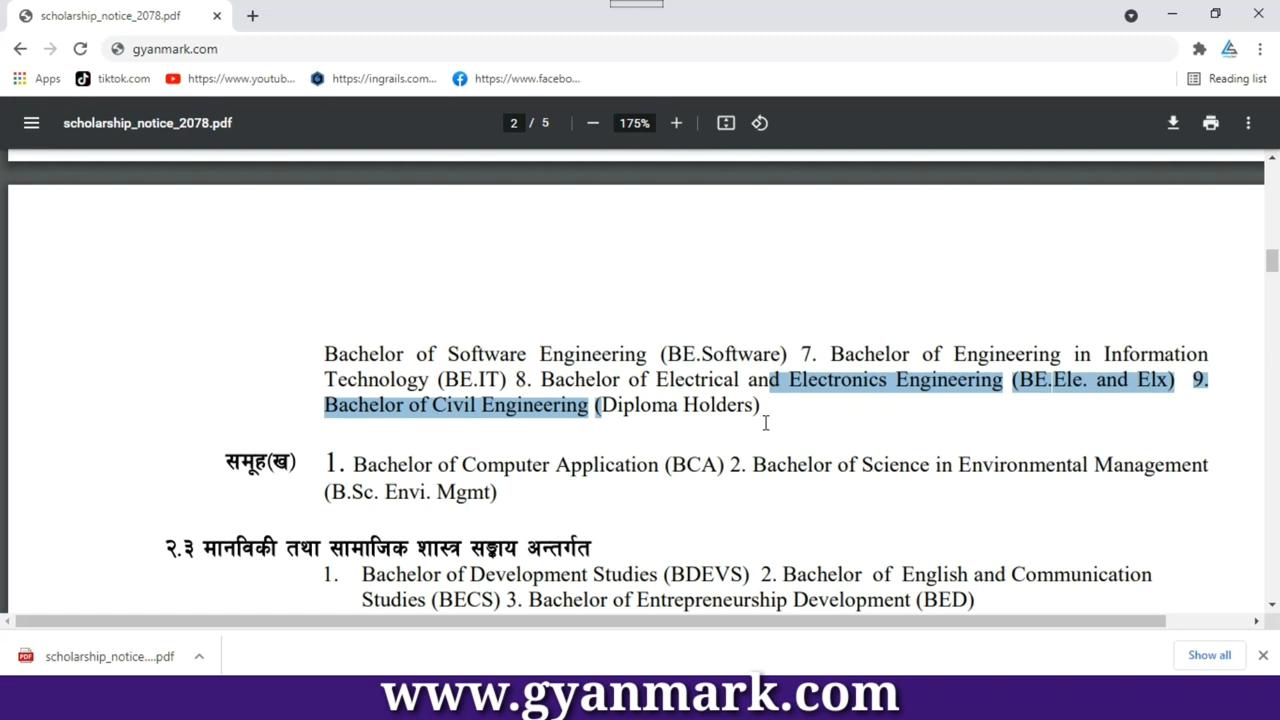 scholarship_notice_2078.pdf
gyanmark.com
Apps tiktok.com https://www.youtub... https://ingrails.com... https://www.facebo... Reading list
scholarship_notice_2078.pdf 2 / 5 175%
Bachelor of Software Engineering (BE.Software) 7. Bachelor of Engineering in Information
Technology (BE.IT) 8. Bachelor of Electrical and Electronics Engineering (BE.Ele. and Elx) 9.
Bachelor of Civil Engineering (Diploma Holders)
समूह(ख) 1. Bachelor of Computer Application (BCA) 2. Bachelor of Science in Environmental Management
(B.Sc. Envi. Mgmt)
२.३ मानविकी तथा सामाजिक शास्त्र सङ्काय अन्तर्गत
1. Bachelor of Development Studies (BDEVS) 2. Bachelor of English and Communication
Studies (BECS) 3. Bachelor of Entrepreneurship Development (BED)
PDF scholarship_notice....pdf Show all
www.gyanmark.com